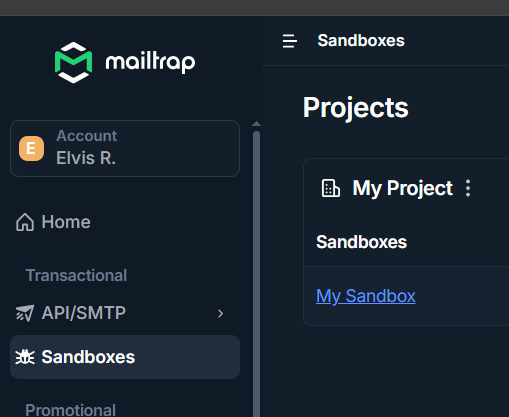 mailtrap
Account
E
Elvis R.
Home
Transactional
API/SMTP
Sandboxes
Promotional
Sandboxes
Projects
My Project
Sandboxes
My Sandbox